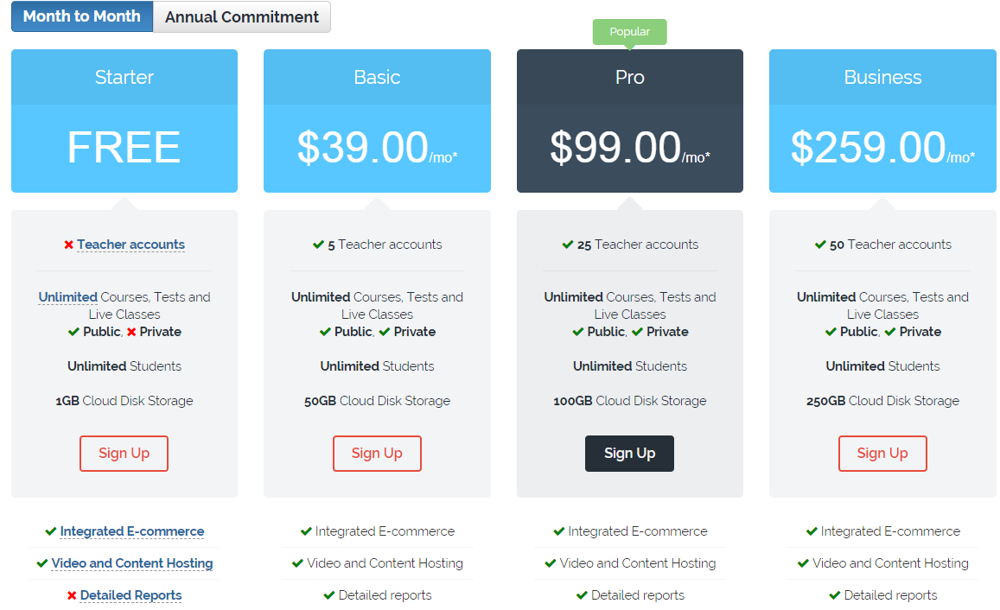 Month to Month
Annual Commitment
Popular
Starter
FREE
Teacher accounts
Unlimited Courses, Tests and
Live Classes
Public, Private
Unlimited Students
1GB Cloud Disk Storage
Sign Up
Integrated E-commerce
Video and Content Hosting
Detailed Reports
Basic
$39.00/mo*
5 Teacher accounts
Unlimited Courses, Tests and
Live Classes
Public, Private
Unlimited Students
50GB Cloud Disk Storage
Sign Up
Integrated E-commerce
Video and Content Hosting
Detailed reports
Pro
$99.00/mo*
25 Teacher accounts
Unlimited Courses, Tests and
Live Classes
Public, Private
Unlimited Students
100GB Cloud Disk Storage
Sign Up
Integrated E-commerce
Video and Content Hosting
Detailed reports
Business
$259.00/mo*
50 Teacher accounts
Unlimited Courses, Tests and
Live Classes
Public, Private
Unlimited Students
250GB Cloud Disk Storage
Sign Up
Integrated E-commerce
Video and Content Hosting
Detailed reports